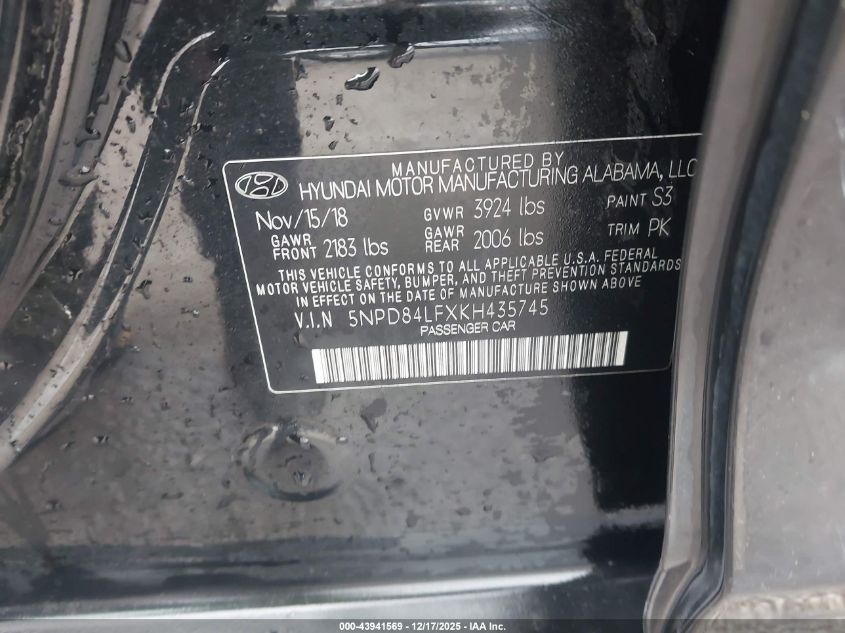 MANUFACTURED BY
HYUNDAI MOTOR MANUFACTURING ALABAMA, LLC
Nov/15/18 GVWR 3924 lbs PAINT S3
GAWR FRONT 2183 lbs GAWR REAR 2006 lbs TRIM PK
THIS VEHICLE CONFORMS TO ALL APPLICABLE U.S.A. FEDERAL
MOTOR VEHICLE SAFETY, BUMPER, AND THEFT PREVENTION STANDARDS
IN EFFECT ON THE DATE OF MANUFACTURE SHOWN ABOVE
V.I.N 5NPD84LFXKH435745
PASSENGER CAR
000-43941569 - 12/17/2025 - IAA Inc.